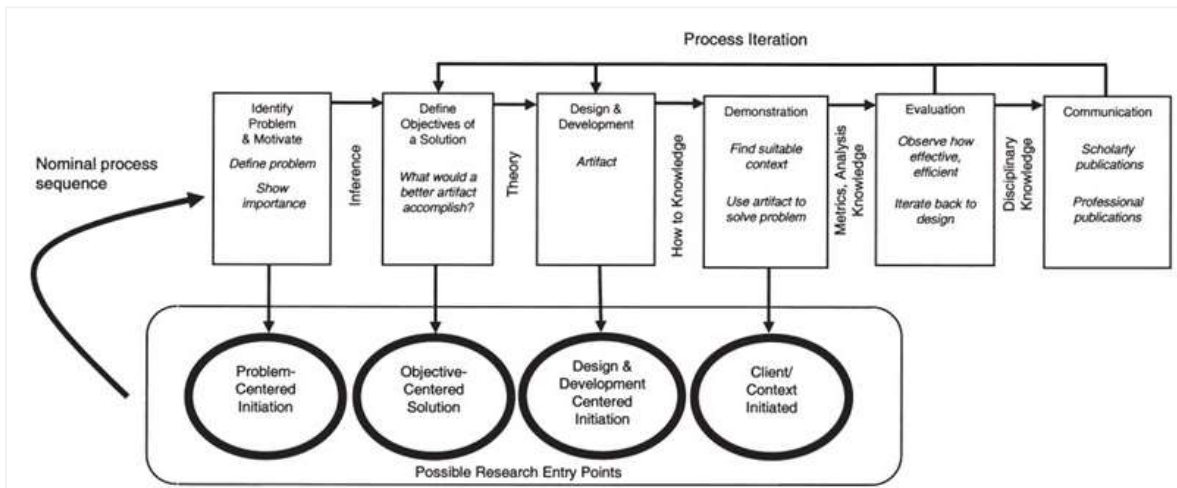 Process Iteration
Nominal process
sequence
Identify
Problem
& Motivate
Define problem
Show
importance
Inference
Define
Objectives of
a Solution
What would a
better artifact
accomplish?
Theory
Design &
Development
Artifact
How to Knowledge
Demonstration
Find suitable
context
Use artifact to
solve problem
Metrics, Analysis
Knowledge
Evaluation
Observe how
effective,
efficient
Iterate back to
design
Disciplinary
Knowledge
Communication
Scholarly
publications
Professional
publications
Problem-
Centered
Initiation
Objective-
Centered
Solution
Design &
Development
Centered
Initiation
Client/
Context
Initiated
Possible Research Entry Points